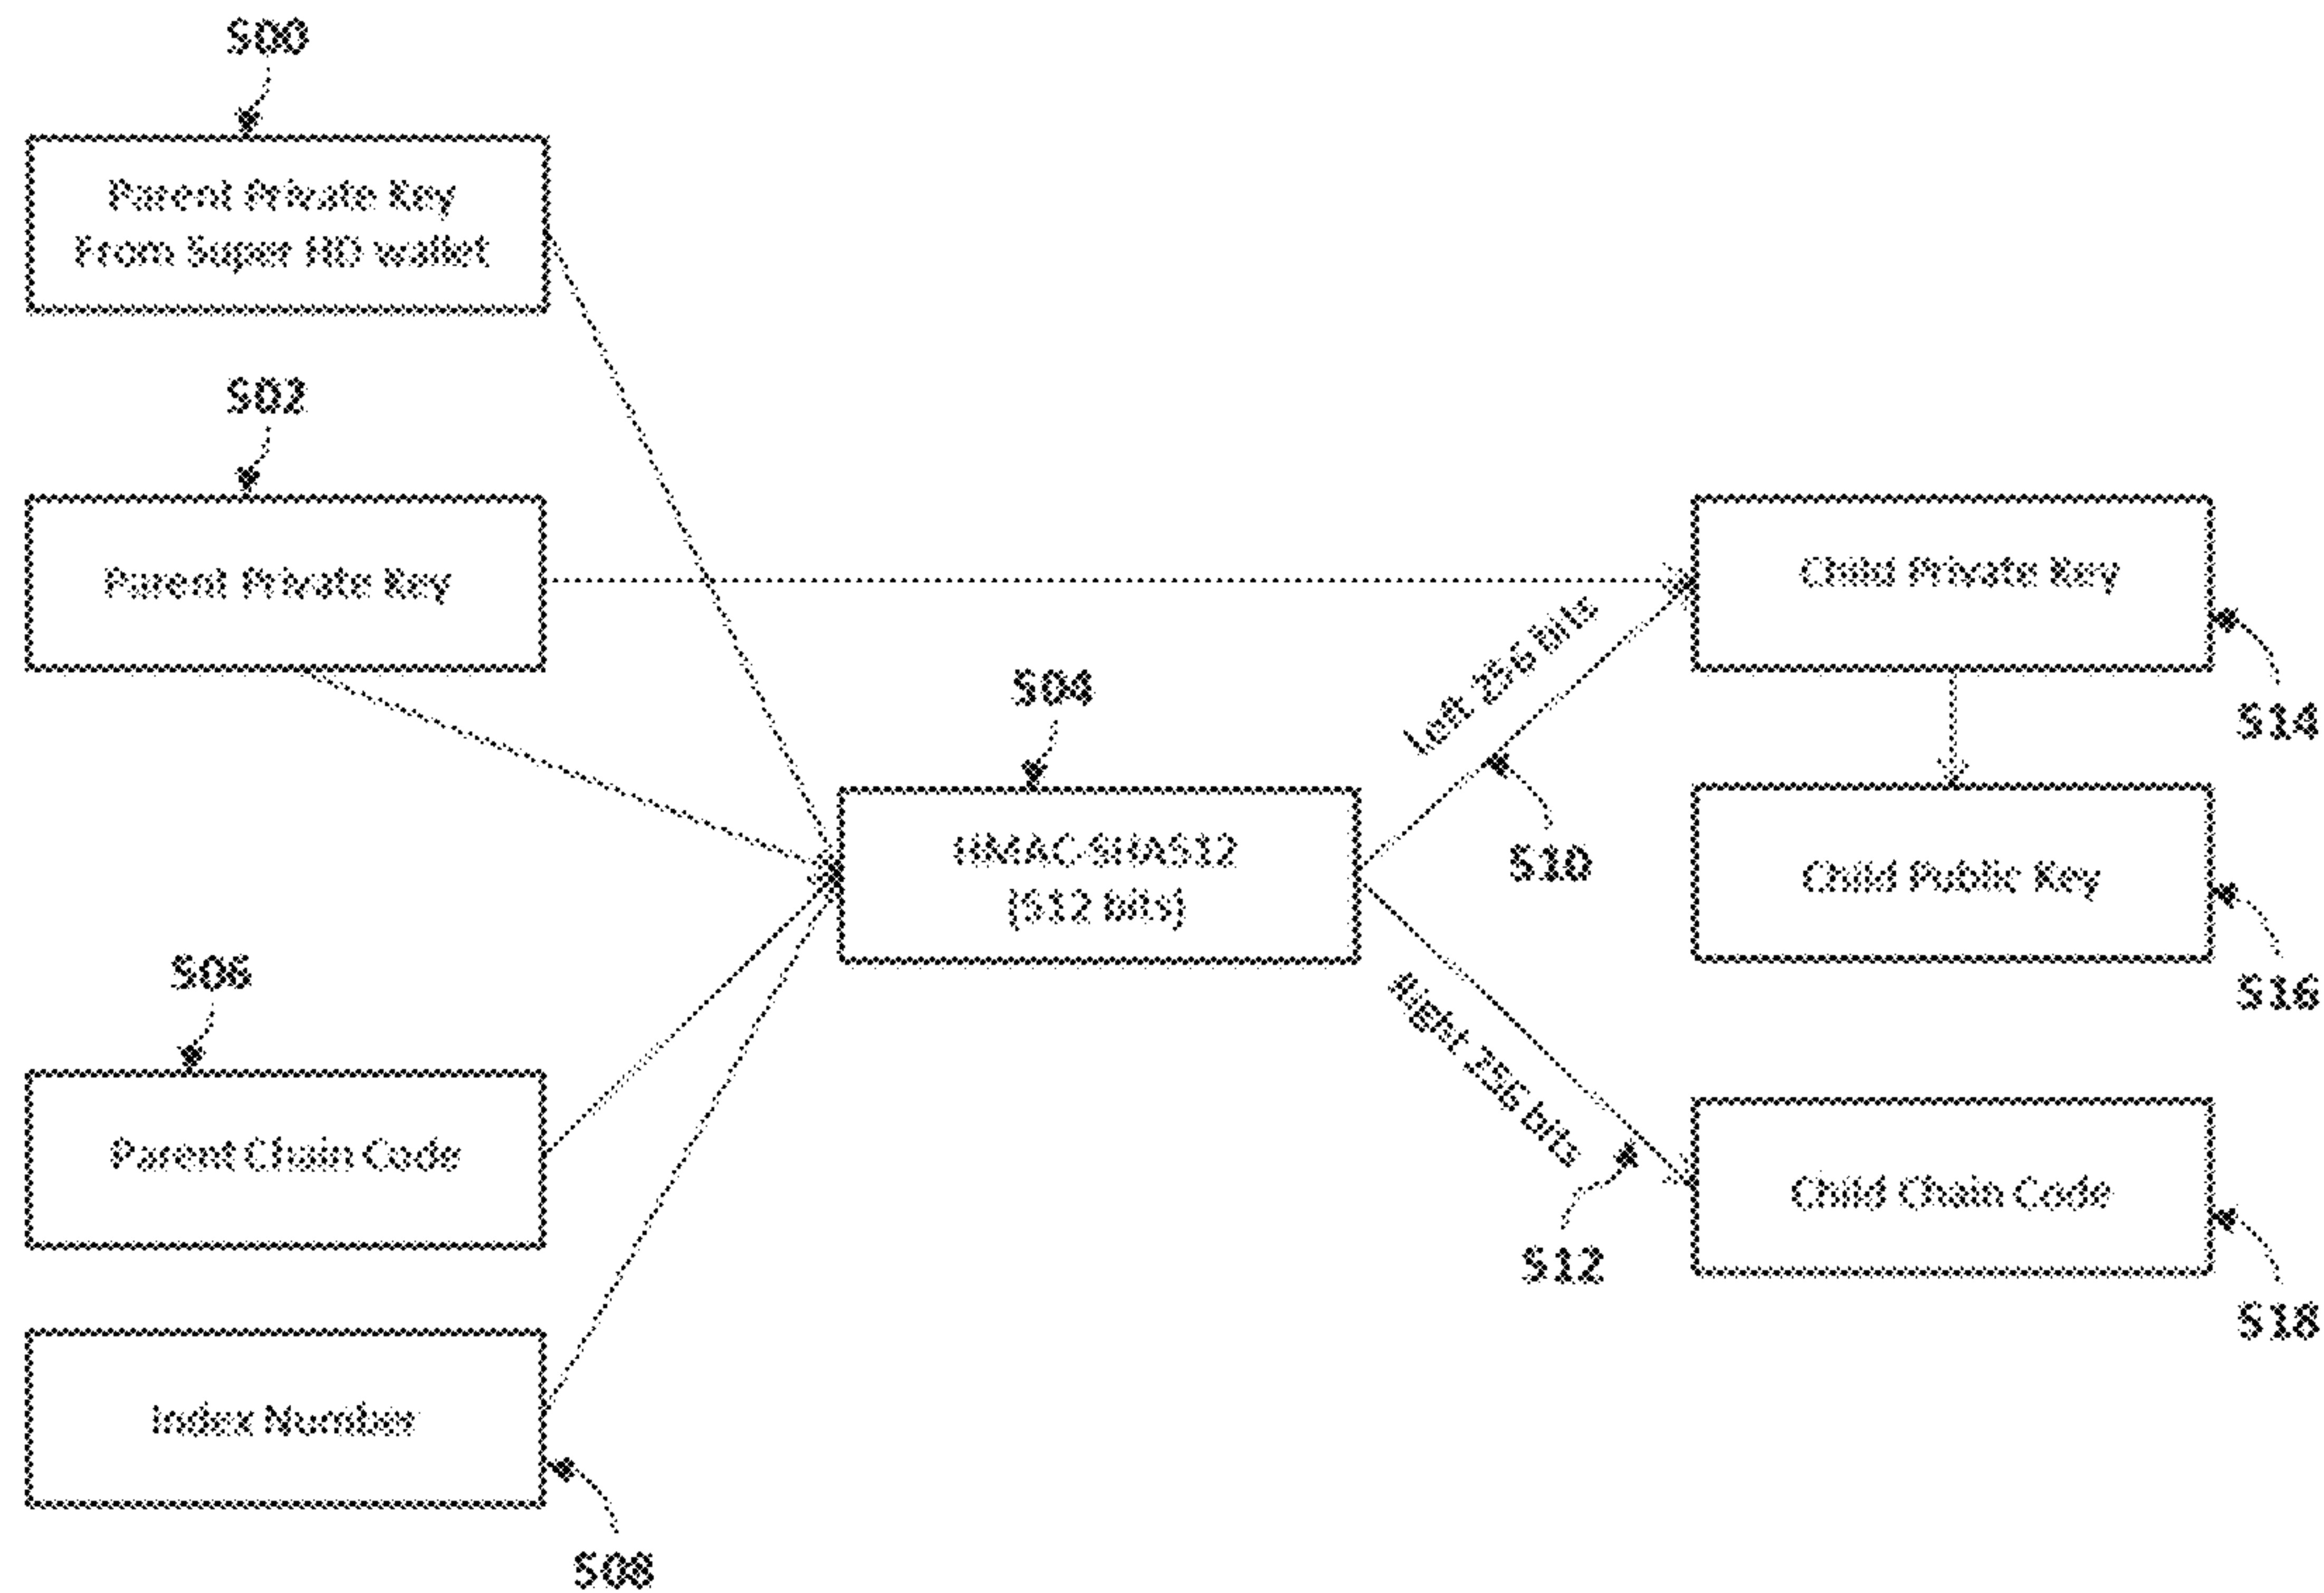 500
Parent Private Key
From Super HD wallet
502
Parent Private Key
Child Private Key
514
Left 256 bits
504
HMAC-SHA512
(512 bits)
510
Child Public Key
516
506
Parent Chain Code
Right 256 bits
512
Child Chain Code
518
Index Number
508